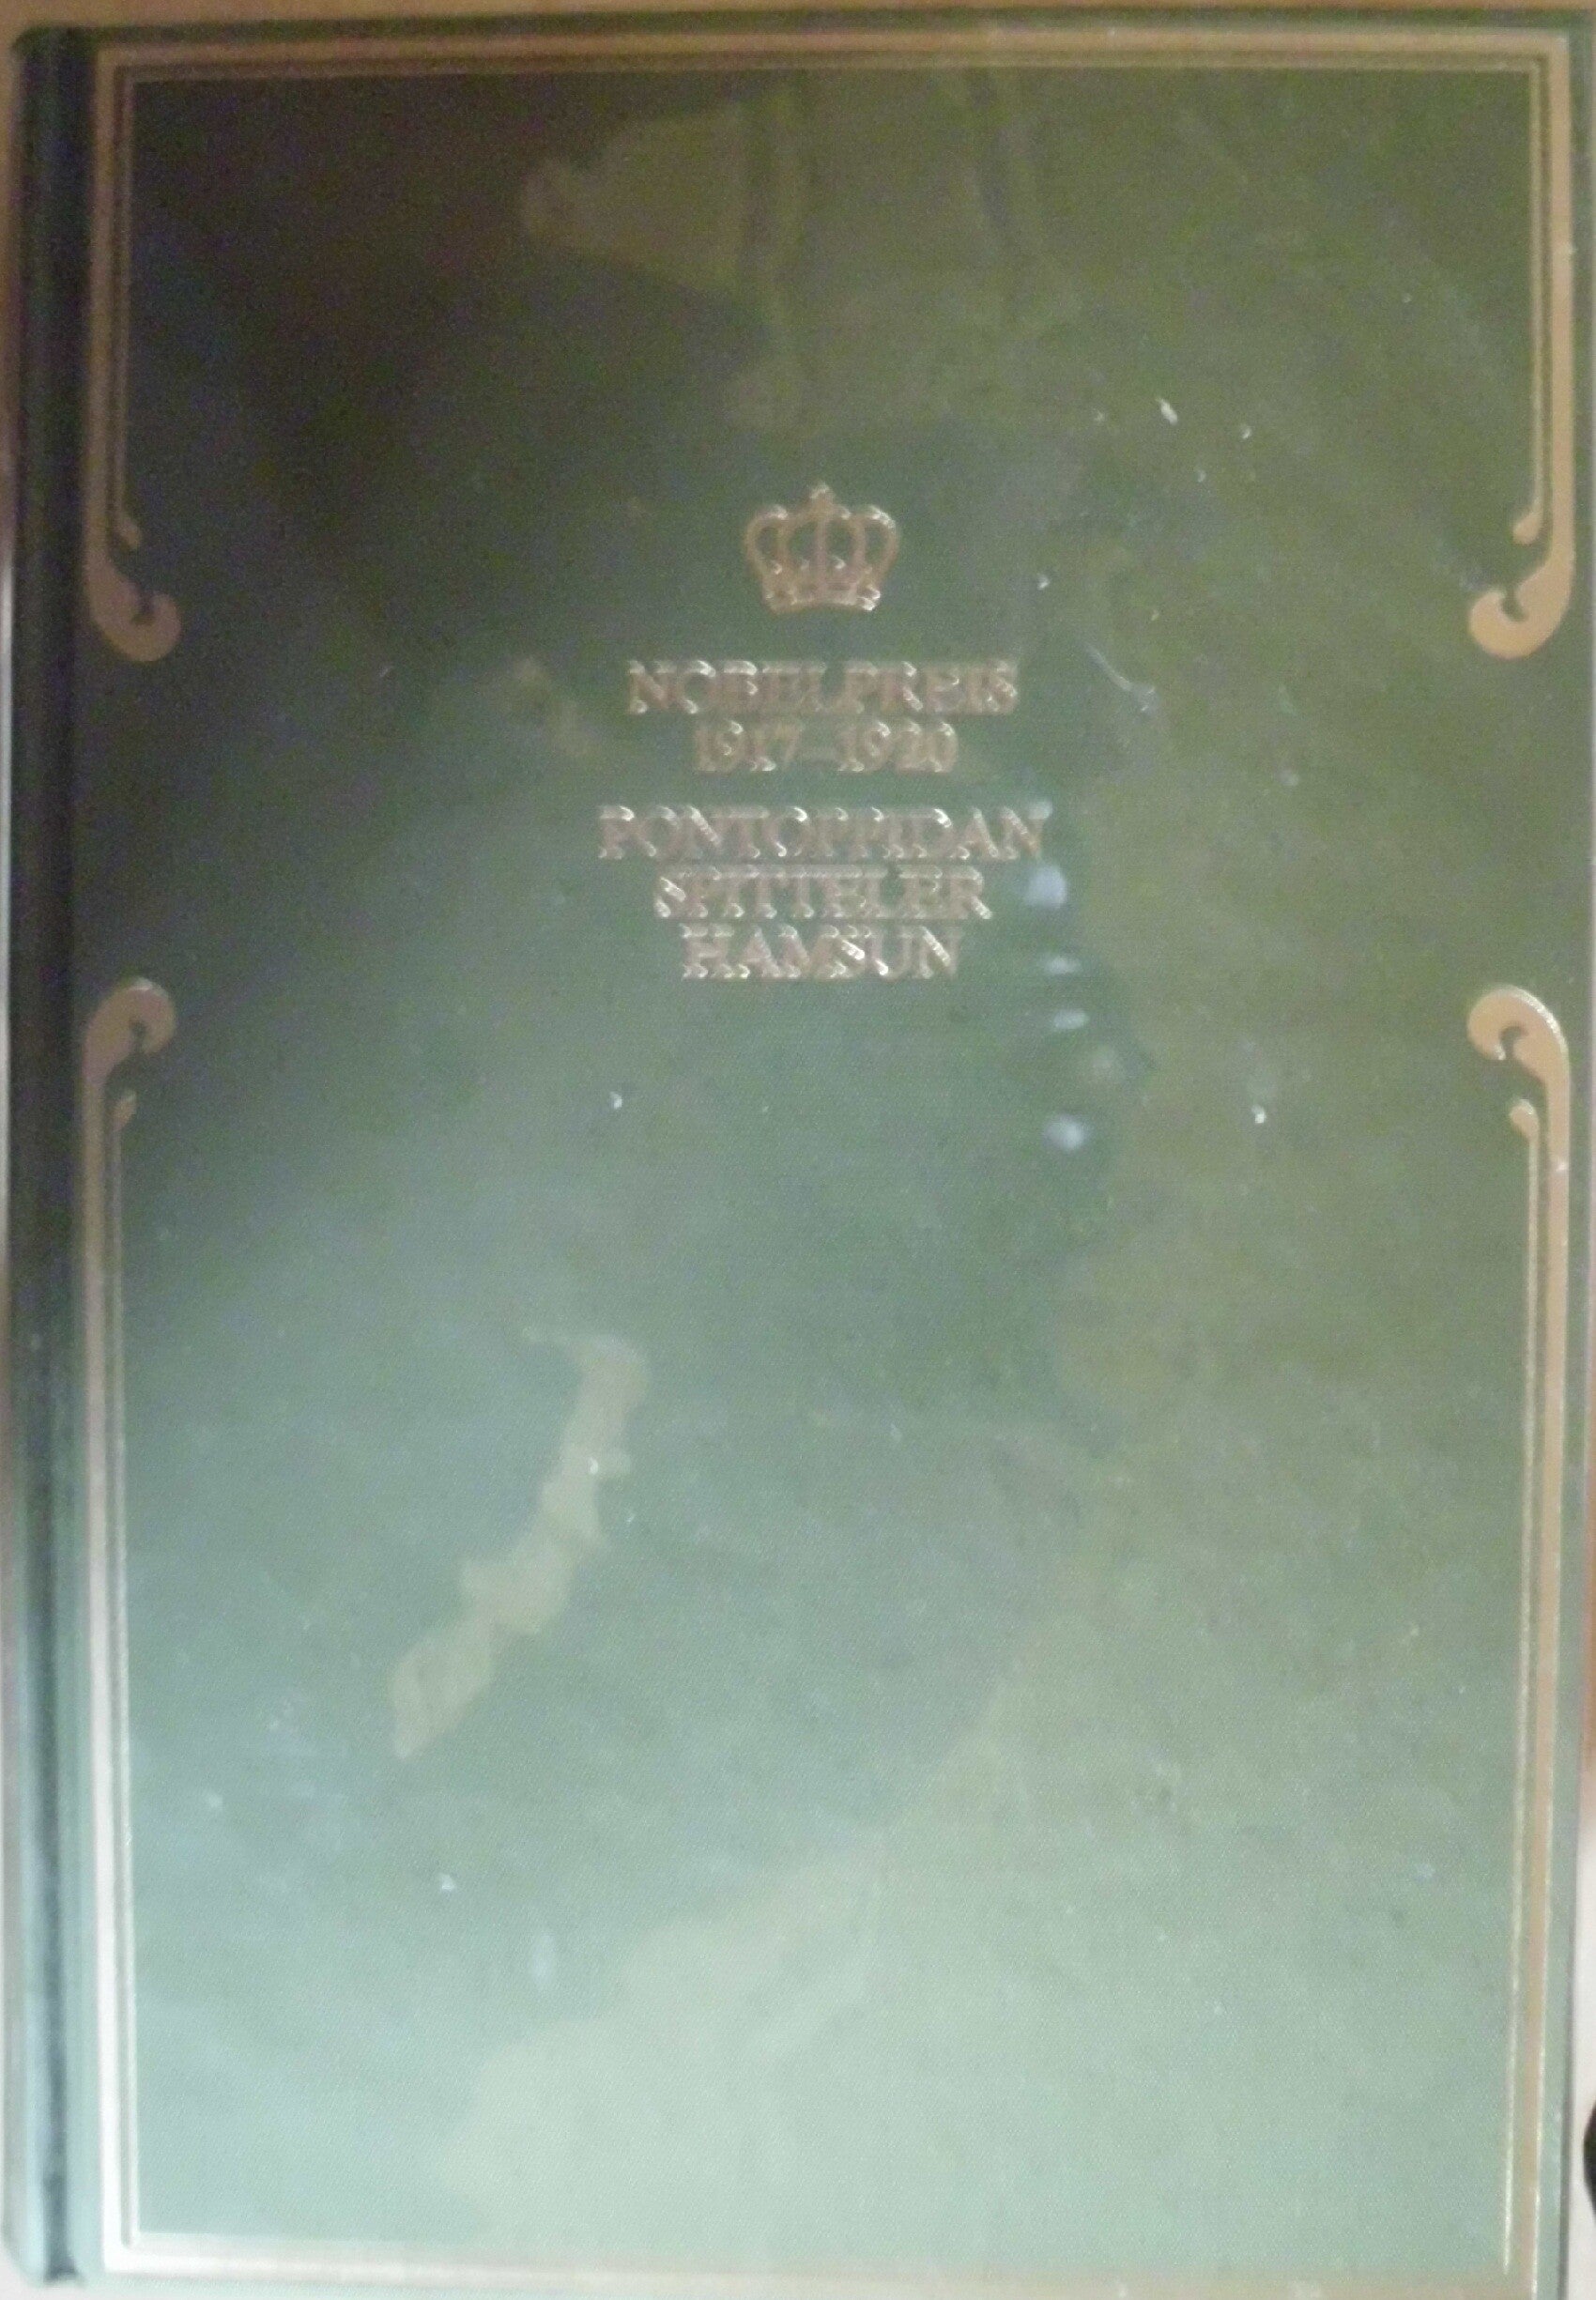 NOBELPREIS
1917–1920
PONTOPPIDAN
SPITTELER
HAMSUN